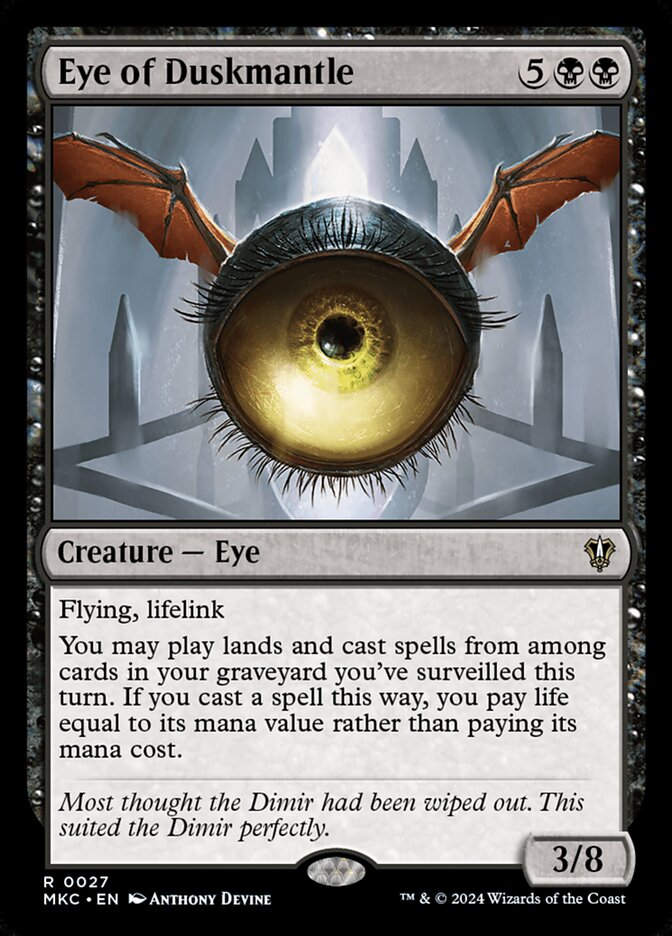 Eye of Duskmantle 5
Creature — Eye
Flying, lifelink
You may play lands and cast spells from among
cards in your graveyard you've surveilled this
turn. If you cast a spell this way, you pay life
equal to its mana value rather than paying its
mana cost.
Most thought the Dimir had been wiped out. This
suited the Dimir perfectly.
3/8
R 0027
MKC • EN Anthony Devine
™ & © 2024 Wizards of the Coast